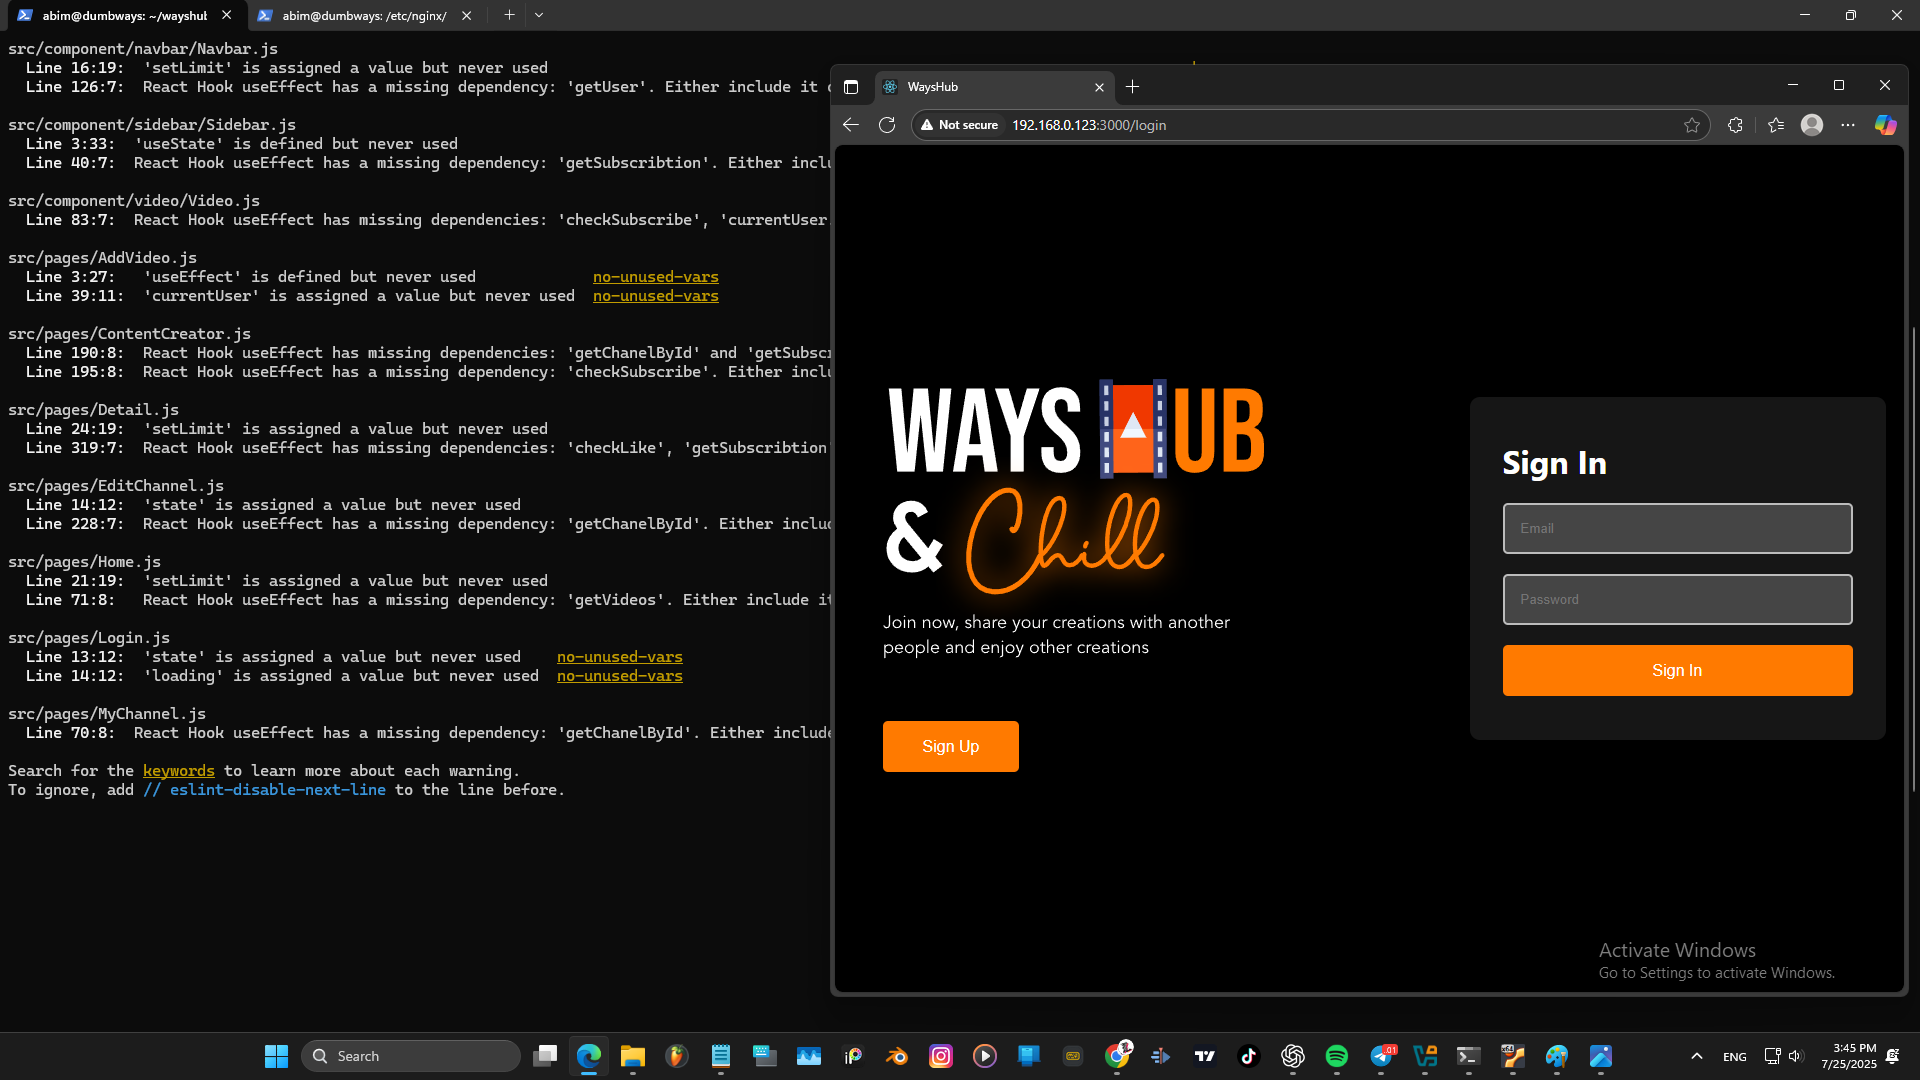 abim@dumbways: ~/wayshub
abim@dumbways: /etc/nginx/
src/component/navbar/Navbar.js
Line 16:19: 'setLimit' is assigned a value but never used
Line 126:7: React Hook useEffect has a missing dependency: 'getUser'. Either include it
src/component/sidebar/Sidebar.js
Line 3:33: 'useState' is defined but never used
Line 40:7: React Hook useEffect has a missing dependency: 'getSubscribtion'. Either inclu
src/component/video/Video.js
Line 83:7: React Hook useEffect has missing dependencies: 'checkSubscribe', 'currentUser
src/pages/AddVideo.js
Line 3:27: 'useEffect' is defined but never used no-unused-vars
Line 39:11: 'currentUser' is assigned a value but never used no-unused-vars
src/pages/ContentCreator.js
Line 190:8: React Hook useEffect has missing dependencies: 'getChanelById' and 'getSubscr
Line 195:8: React Hook useEffect has a missing dependency: 'checkSubscribe'. Either inclu
src/pages/Detail.js
Line 24:19: 'setLimit' is assigned a value but never used
Line 319:7: React Hook useEffect has missing dependencies: 'checkLike', 'getSubscribtion'
src/pages/EditChannel.js
Line 14:12: 'state' is assigned a value but never used
Line 228:7: React Hook useEffect has a missing dependency: 'getChanelById'. Either includ
src/pages/Home.js
Line 21:19: 'setLimit' is assigned a value but never used
Line 71:8: React Hook useEffect has a missing dependency: 'getVideos'. Either include it
src/pages/Login.js
Line 13:12: 'state' is assigned a value but never used no-unused-vars
Line 14:12: 'loading' is assigned a value but never used no-unused-vars
src/pages/MyChannel.js
Line 70:8: React Hook useEffect has a missing dependency: 'getChanelById'. Either include
Search for the keywords to learn more about each warning.
To ignore, add // eslint-disable-next-line to the line before.
WaysHub
Not secure 192.168.0.123:3000/login
WAYS HUB
& Chill
Join now, share your creations with another
people and enjoy other creations
Sign Up
Sign In
Email
Password
Sign In
Activate Windows
Go to Settings to activate Windows.
Search
ENG
3:45 PM
7/25/2025